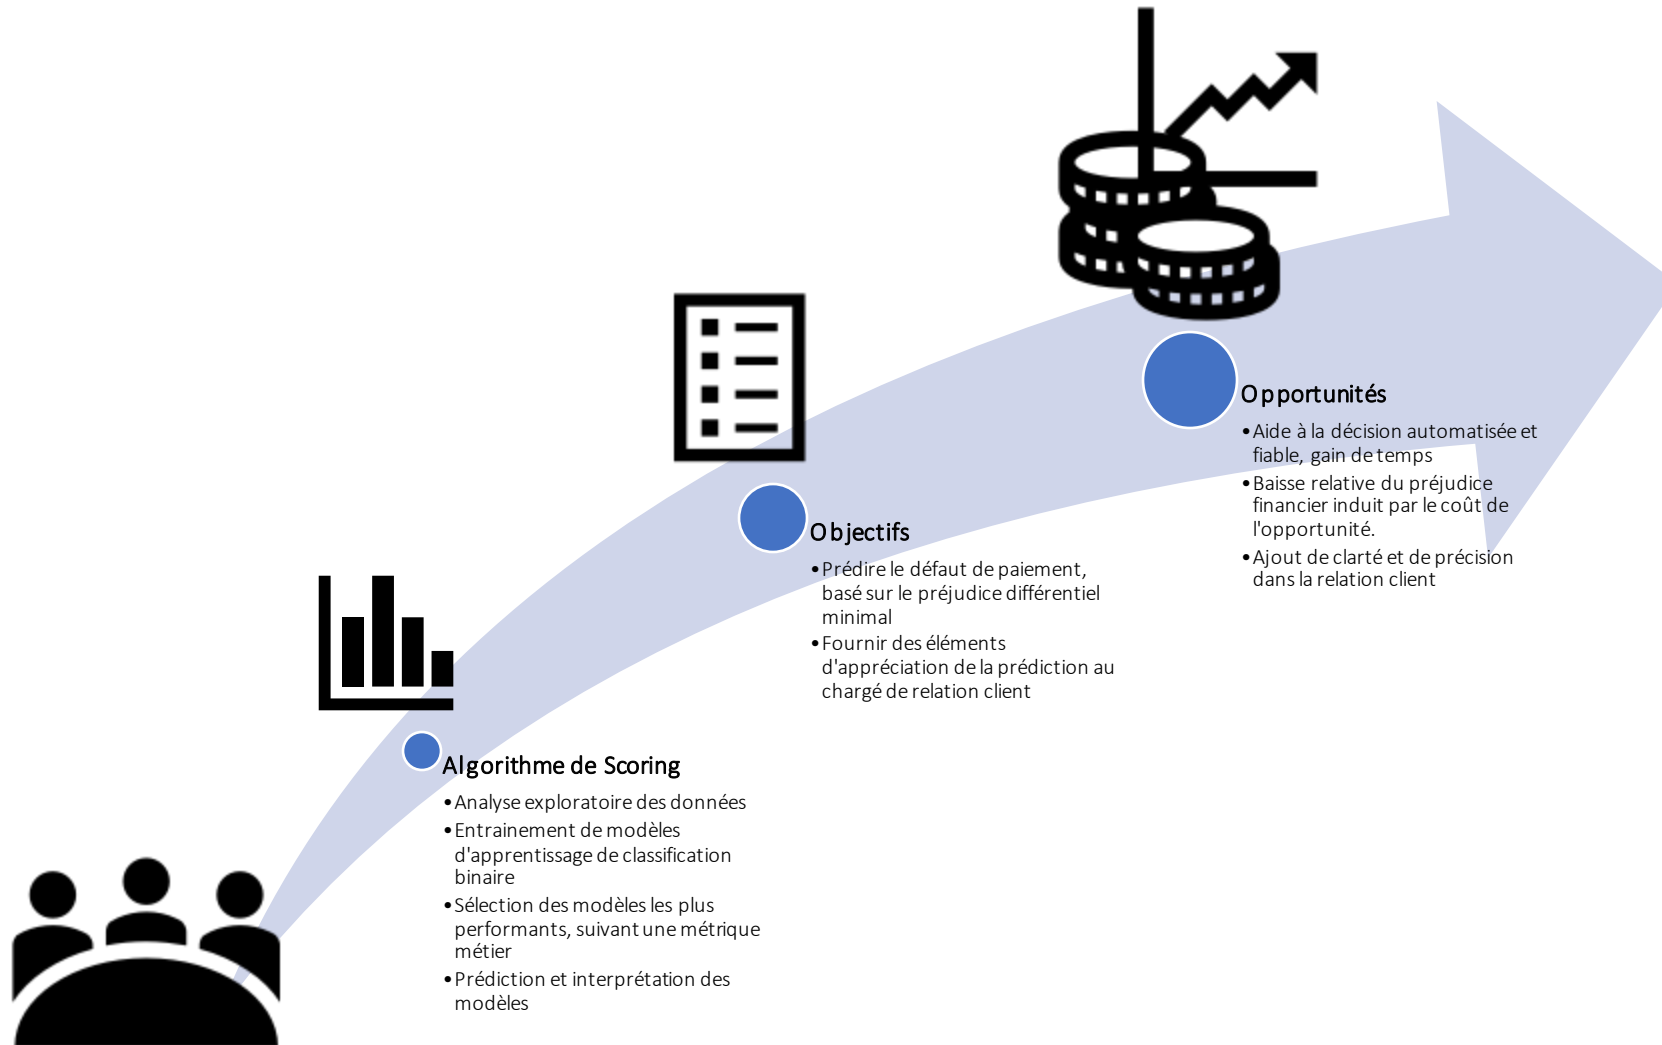 Opportunités
•Aide à la décision automatisée et
fiable, gain de temps
•Baisse relative du préjudice
financier induit par le coût de
l'opportunité.
•Ajout de clarté et de précision
dans la relation client
Objectifs
•Prédire le défaut de paiement,
basé sur le préjudice différentiel
minimal
•Fournir des éléments
d'appréciation de la prédiction au
chargé de relation client
Algorithme de Scoring
•Analyse exploratoire des données
•Entrainement de modèles
d'apprentissage de classification
binaire
•Sélection des modèles les plus
performants, suivant une métrique
métier
•Prédiction et interprétation des
modèles